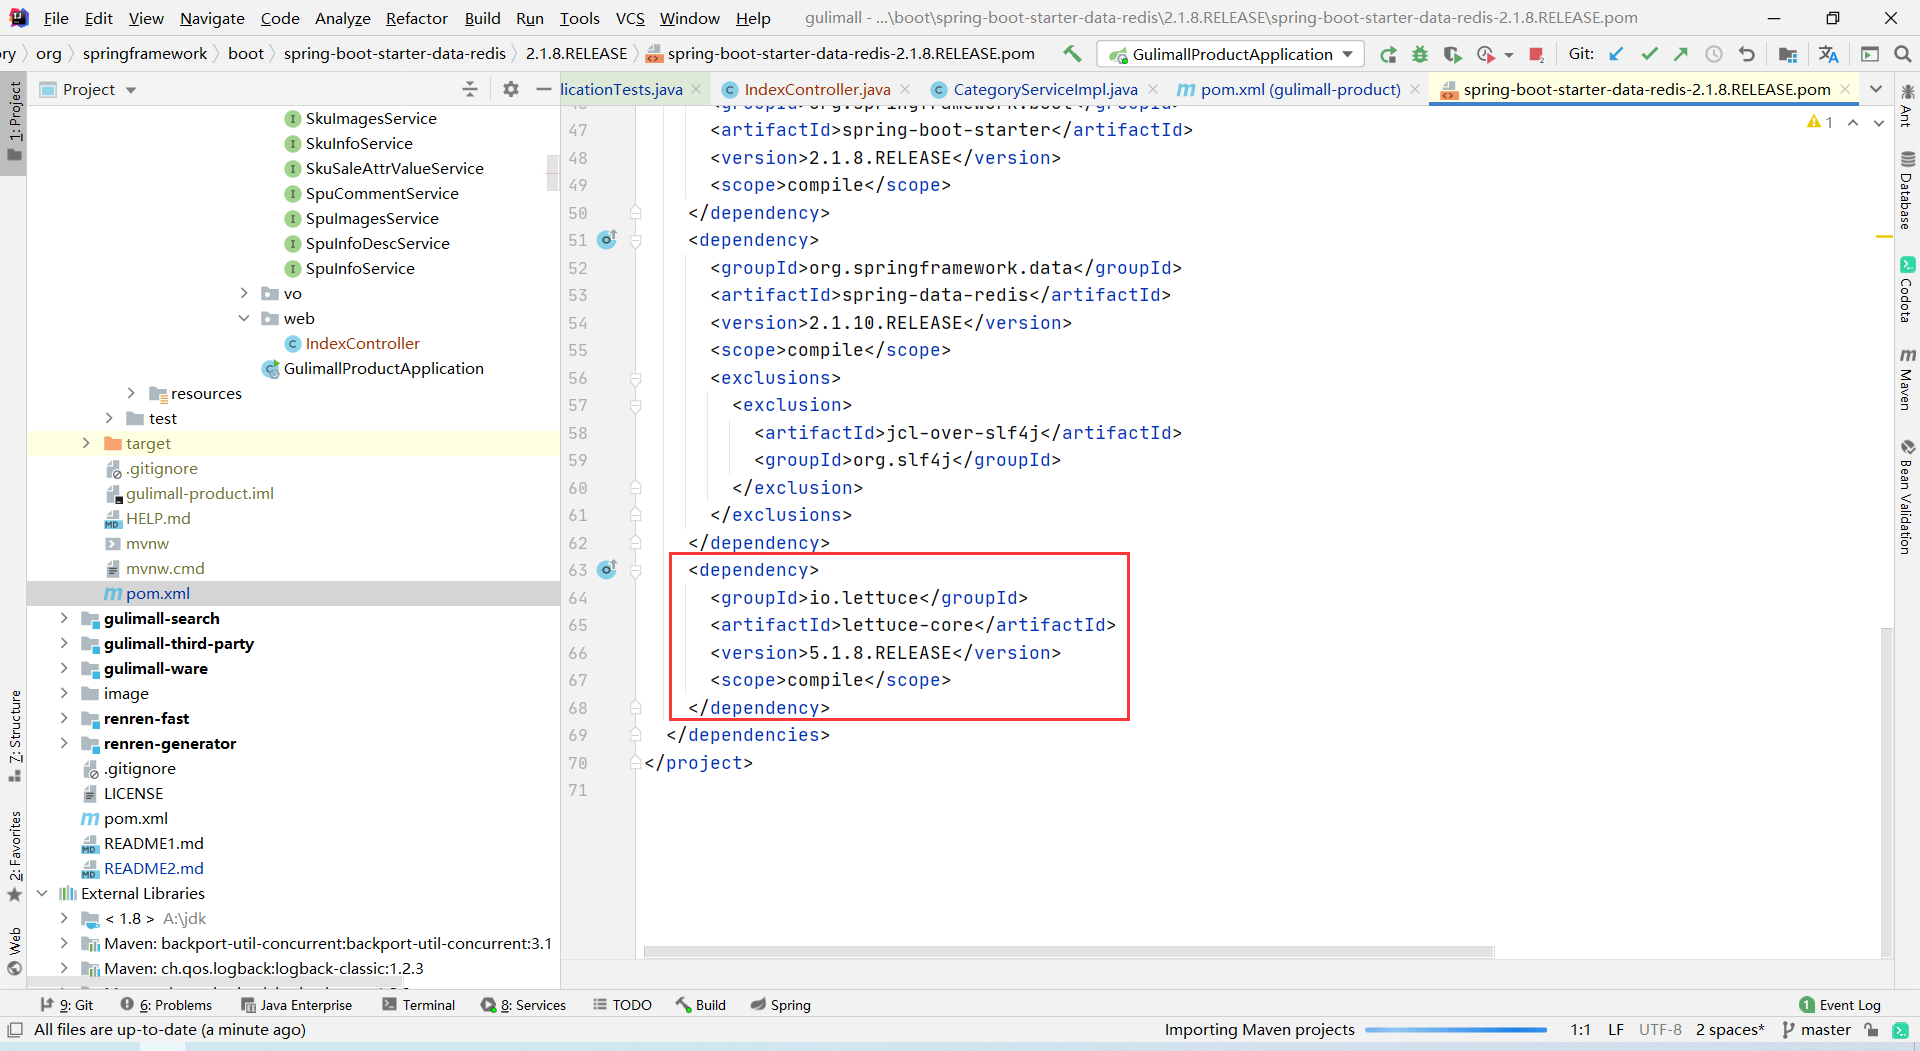 File Edit View Navigate Code Analyze Refactor Build Run Tools VCS Window Help gulimall - ...\boot\spring-boot-starter-data-redis\2.1.8.RELEASE\spring-boot-starter-data-redis-2.1.8.RELEASE.pom
ry org springframework boot spring-boot-starter-data-redis 2.1.8.RELEASE spring-boot-starter-data-redis-2.1.8.RELEASE.pom GulimallProductApplication Git:
Project licationTests.java IndexController.java CategoryServiceImpl.java pom.xml (gulimall-product) spring-boot-starter-data-redis-2.1.8.RELEASE.pom
1: Project
7: Structure
2: Favorites
Web
SkuImagesService
SkuInfoService
SkuSaleAttrValueService
SpuCommentService
SpuImagesService
SpuInfoDescService
SpuInfoService
vo
web
IndexController
GulimallProductApplication
resources
test
target
.gitignore
gulimall-product.iml
HELP.md
mvnw
mvnw.cmd
pom.xml
gulimall-search
gulimall-third-party
gulimall-ware
image
renren-fast
renren-generator
.gitignore
LICENSE
pom.xml
README1.md
README2.md
External Libraries
< 1.8 > A:\jdk
Maven: backport-util-concurrent:backport-util-concurrent:3.1
Maven: ch.qos.logback:logback-classic:1.2.3
46 <groupId>org.springframework.boot</groupId>
47 <artifactId>spring-boot-starter</artifactId>
48 <version>2.1.8.RELEASE</version>
49 <scope>compile</scope>
50 </dependency>
51 <dependency>
52 <groupId>org.springframework.data</groupId>
53 <artifactId>spring-data-redis</artifactId>
54 <version>2.1.10.RELEASE</version>
55 <scope>compile</scope>
56 <exclusions>
57 <exclusion>
58 <artifactId>jcl-over-slf4j</artifactId>
59 <groupId>org.slf4j</groupId>
60 </exclusion>
61 </exclusions>
62 </dependency>
63 <dependency>
64 <groupId>io.lettuce</groupId>
65 <artifactId>lettuce-core</artifactId>
66 <version>5.1.8.RELEASE</version>
67 <scope>compile</scope>
68 </dependency>
69 </dependencies>
70 </project>
71
1
Ant
Database
Codota
Maven
Bean Validation
9: Git 6: Problems Java Enterprise Terminal 8: Services TODO Build Spring 1 Event Log
All files are up-to-date (a minute ago) Importing Maven projects 1:1 LF UTF-8 2 spaces* master